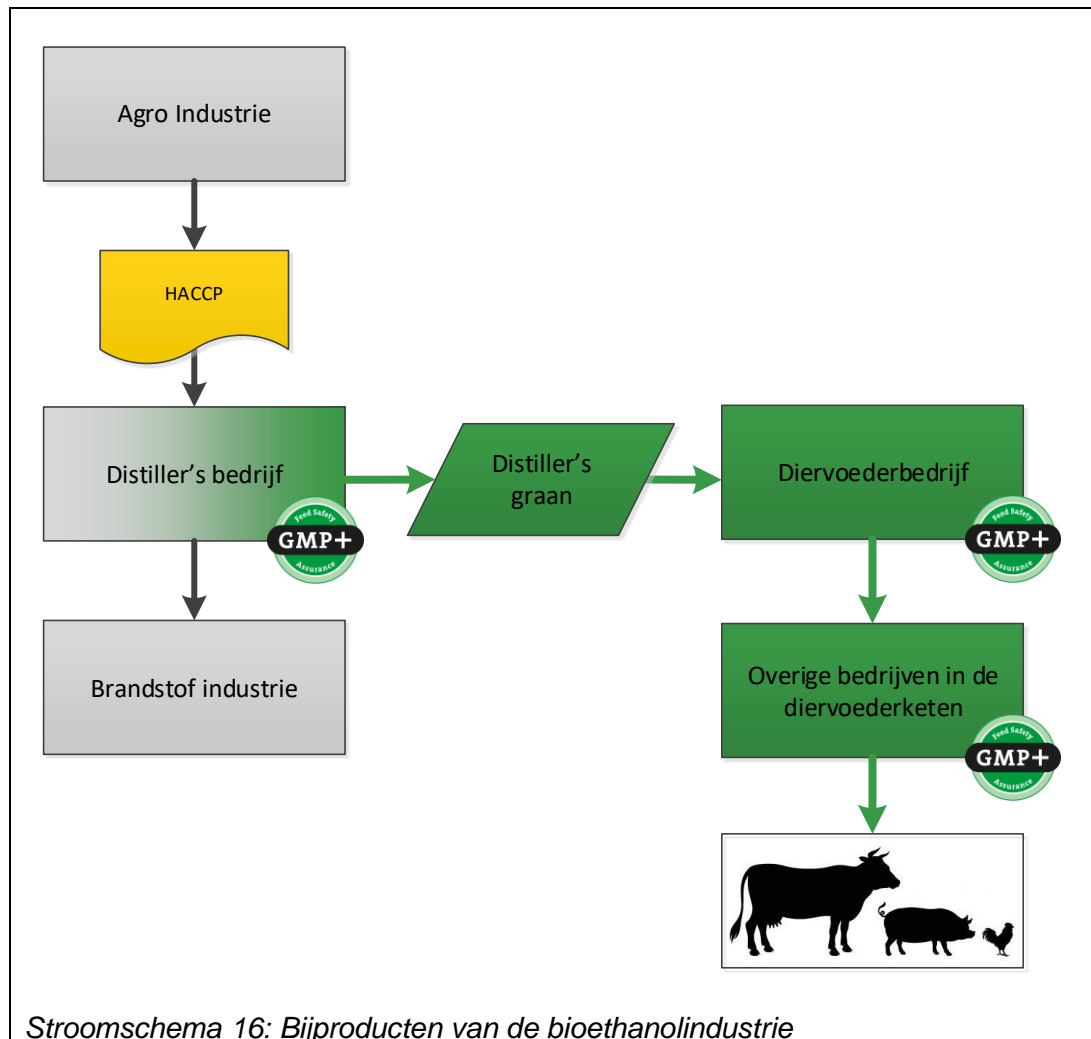 Agro Industrie
HACCP
Distiller's bedrijf
Feed Safety
GMP+
Assurance
Distiller's
graan
Diervoederbedrijf
Feed Safety
GMP+
Assurance
Brandstof industrie
Overige bedrijven in de
diervoederketen
Feed Safety
GMP+
Assurance
Stroomschema 16: Bijproducten van de bioethanolindustrie